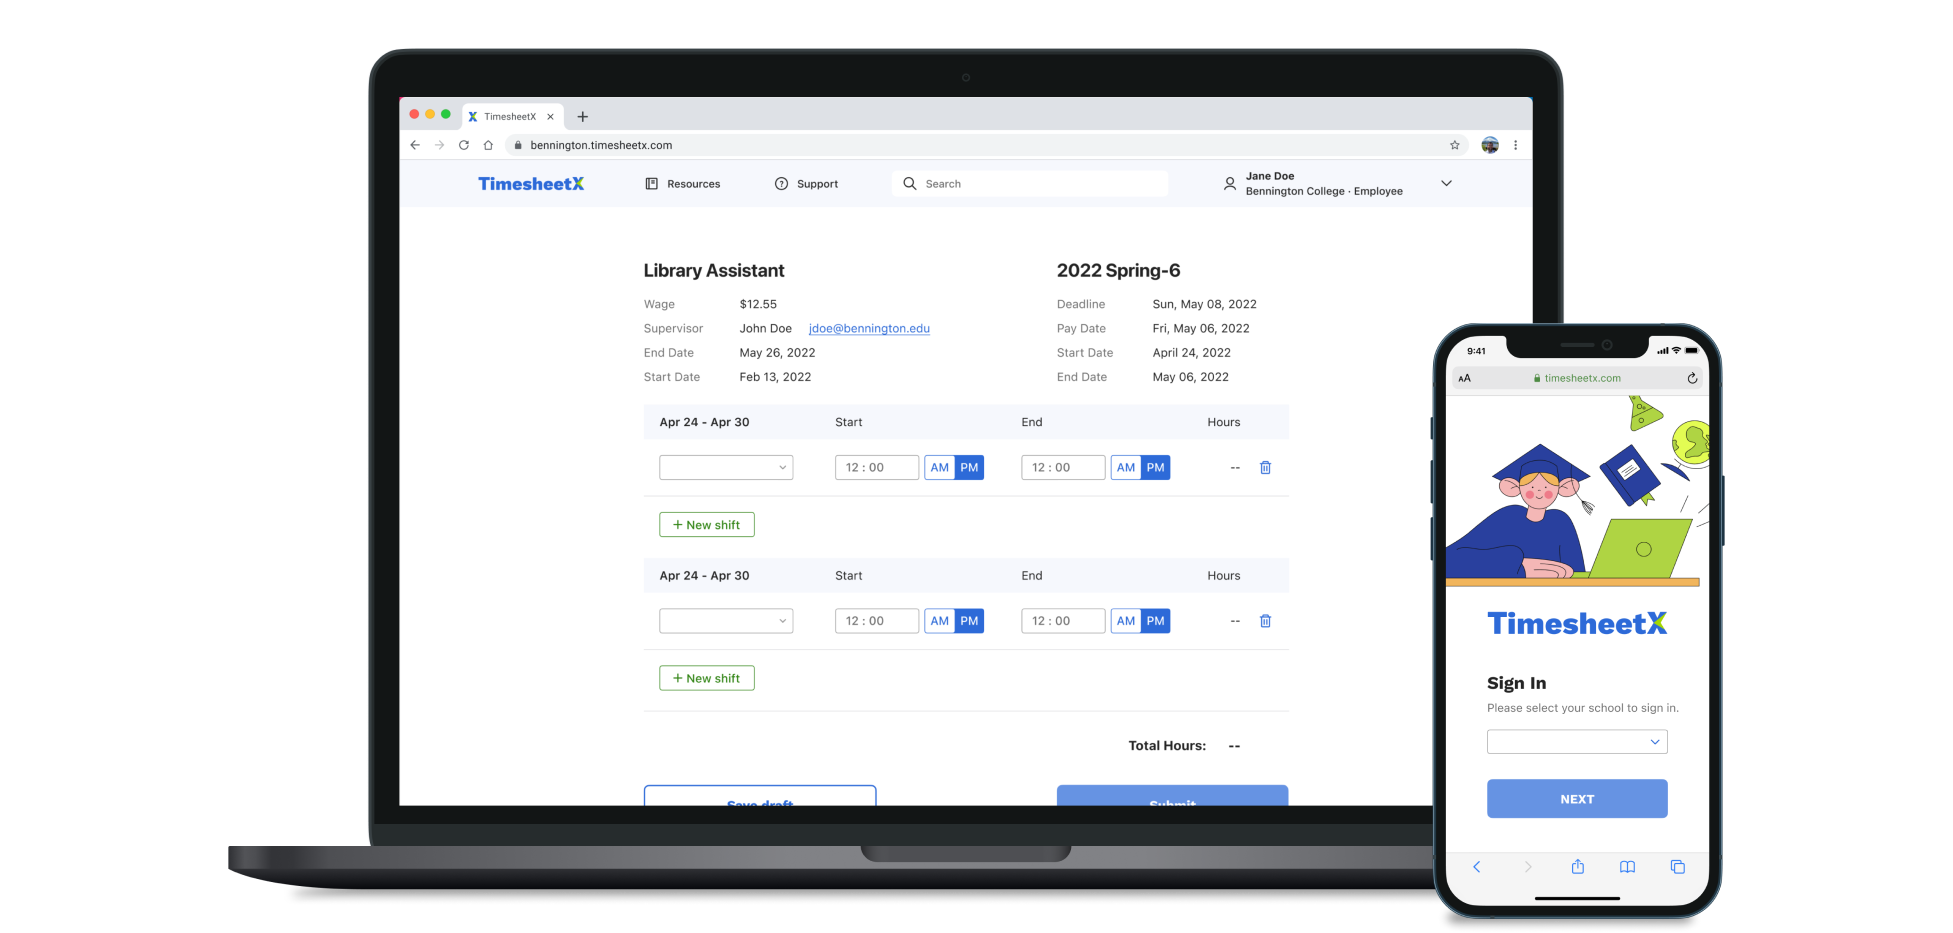 TimesheetX
bennington.timesheetx.com
TimesheetX
Resources
Support
Search
Jane Doe
Bennington College · Employee
Library Assistant
Wage $12.55
Supervisor John Doe jdoe@bennington.edu
End Date May 26, 2022
Start Date Feb 13, 2022
2022 Spring-6
Deadline Sun, May 08, 2022
Pay Date Fri, May 06, 2022
Start Date April 24, 2022
End Date May 06, 2022
Apr 24 - Apr 30 Start End Hours
12 : 00 AM PM 12 : 00 AM PM --
+ New shift
Apr 24 - Apr 30 Start End Hours
12 : 00 AM PM 12 : 00 AM PM --
+ New shift
Total Hours: --
Save draft Submit
9:41
AA timesheetx.com
TimesheetX
Sign In
Please select your school to sign in.
NEXT